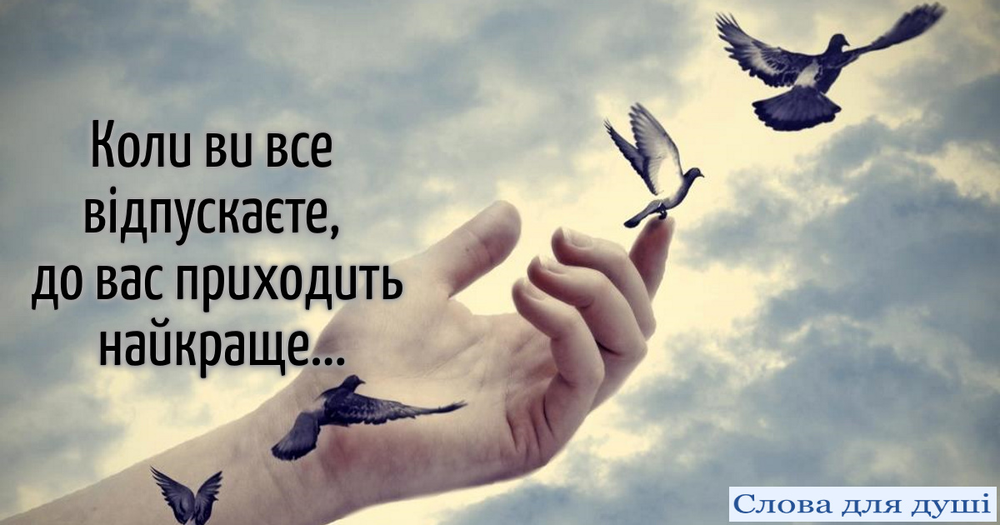 Коли ви все
відпускаєте,
до вас приходить
найкраще...
Слова для душі